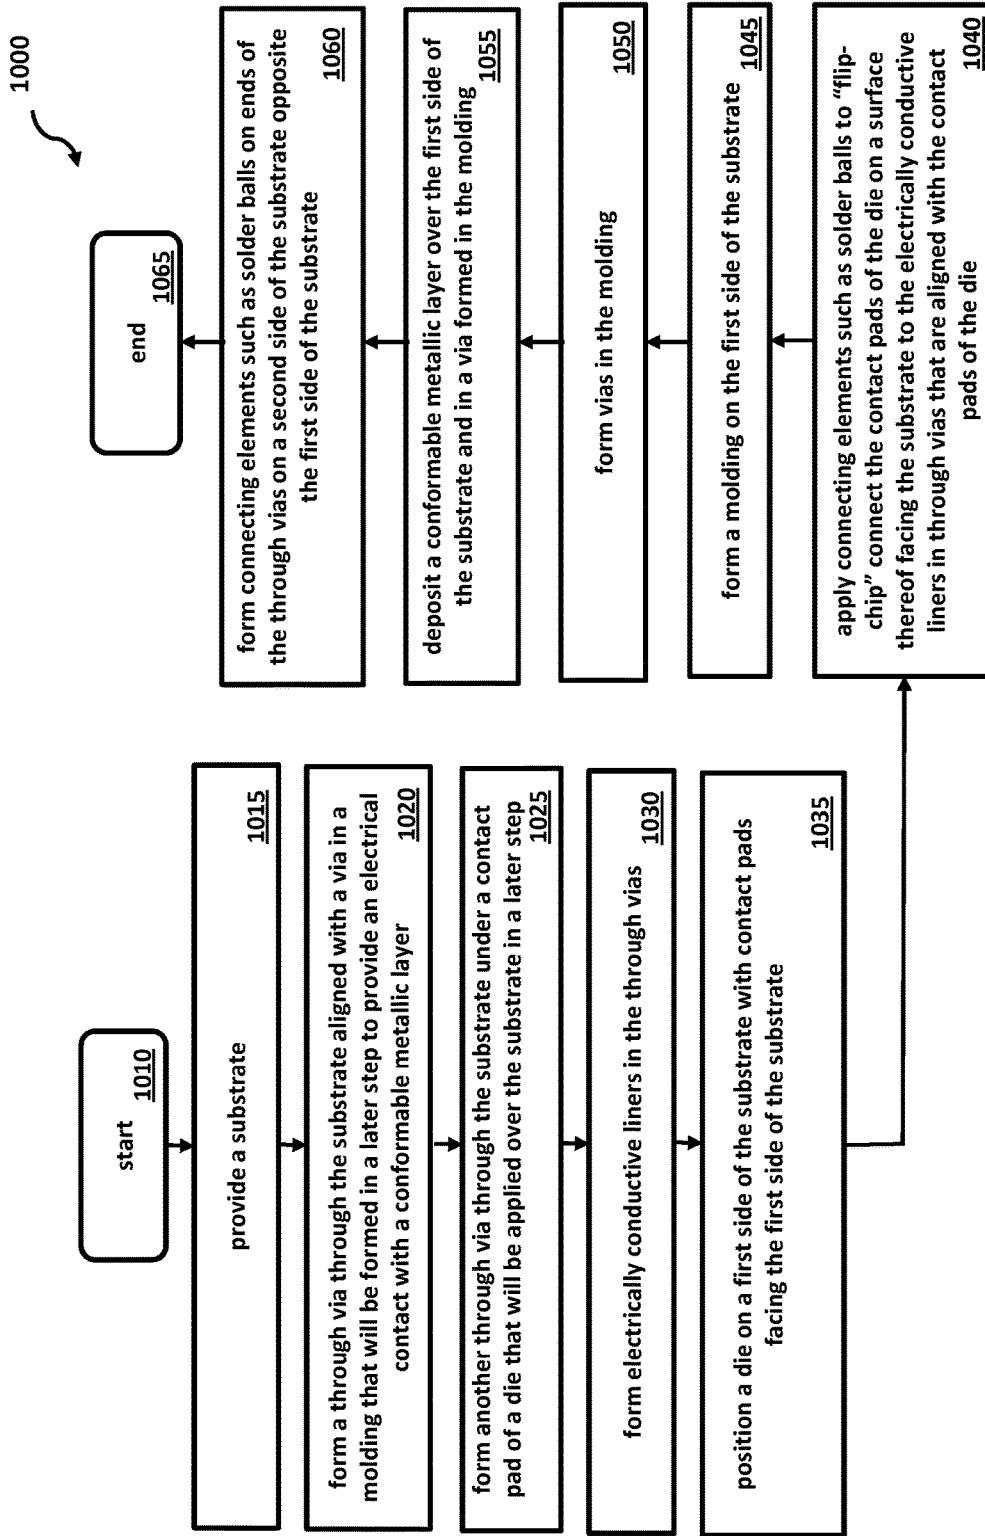 1000
start
1010
provide a substrate
1015
form a through via through the substrate aligned with a via in a
molding that will be formed in a later step to provide an electrical
contact with a conformable metallic layer
1020
form another through via through the substrate under a contact
pad of a die that will be applied over the substrate in a later step
1025
form electrically conductive liners in the through vias
1030
position a die on a first side of the substrate with contact pads
facing the first side of the substrate
1035
apply connecting elements such as solder balls to “flip-
chip” connect the contact pads of the die on a surface
thereof facing the substrate to the electrically conductive
liners in through vias that are aligned with the contact
pads of the die
1040
form a molding on the first side of the substrate
1045
form vias in the molding
1050
deposit a conformable metallic layer over the first side of
the substrate and in a via formed in the molding
1055
form connecting elements such as solder balls on ends of
the through vias on a second side of the substrate opposite
the first side of the substrate
1060
end
1065